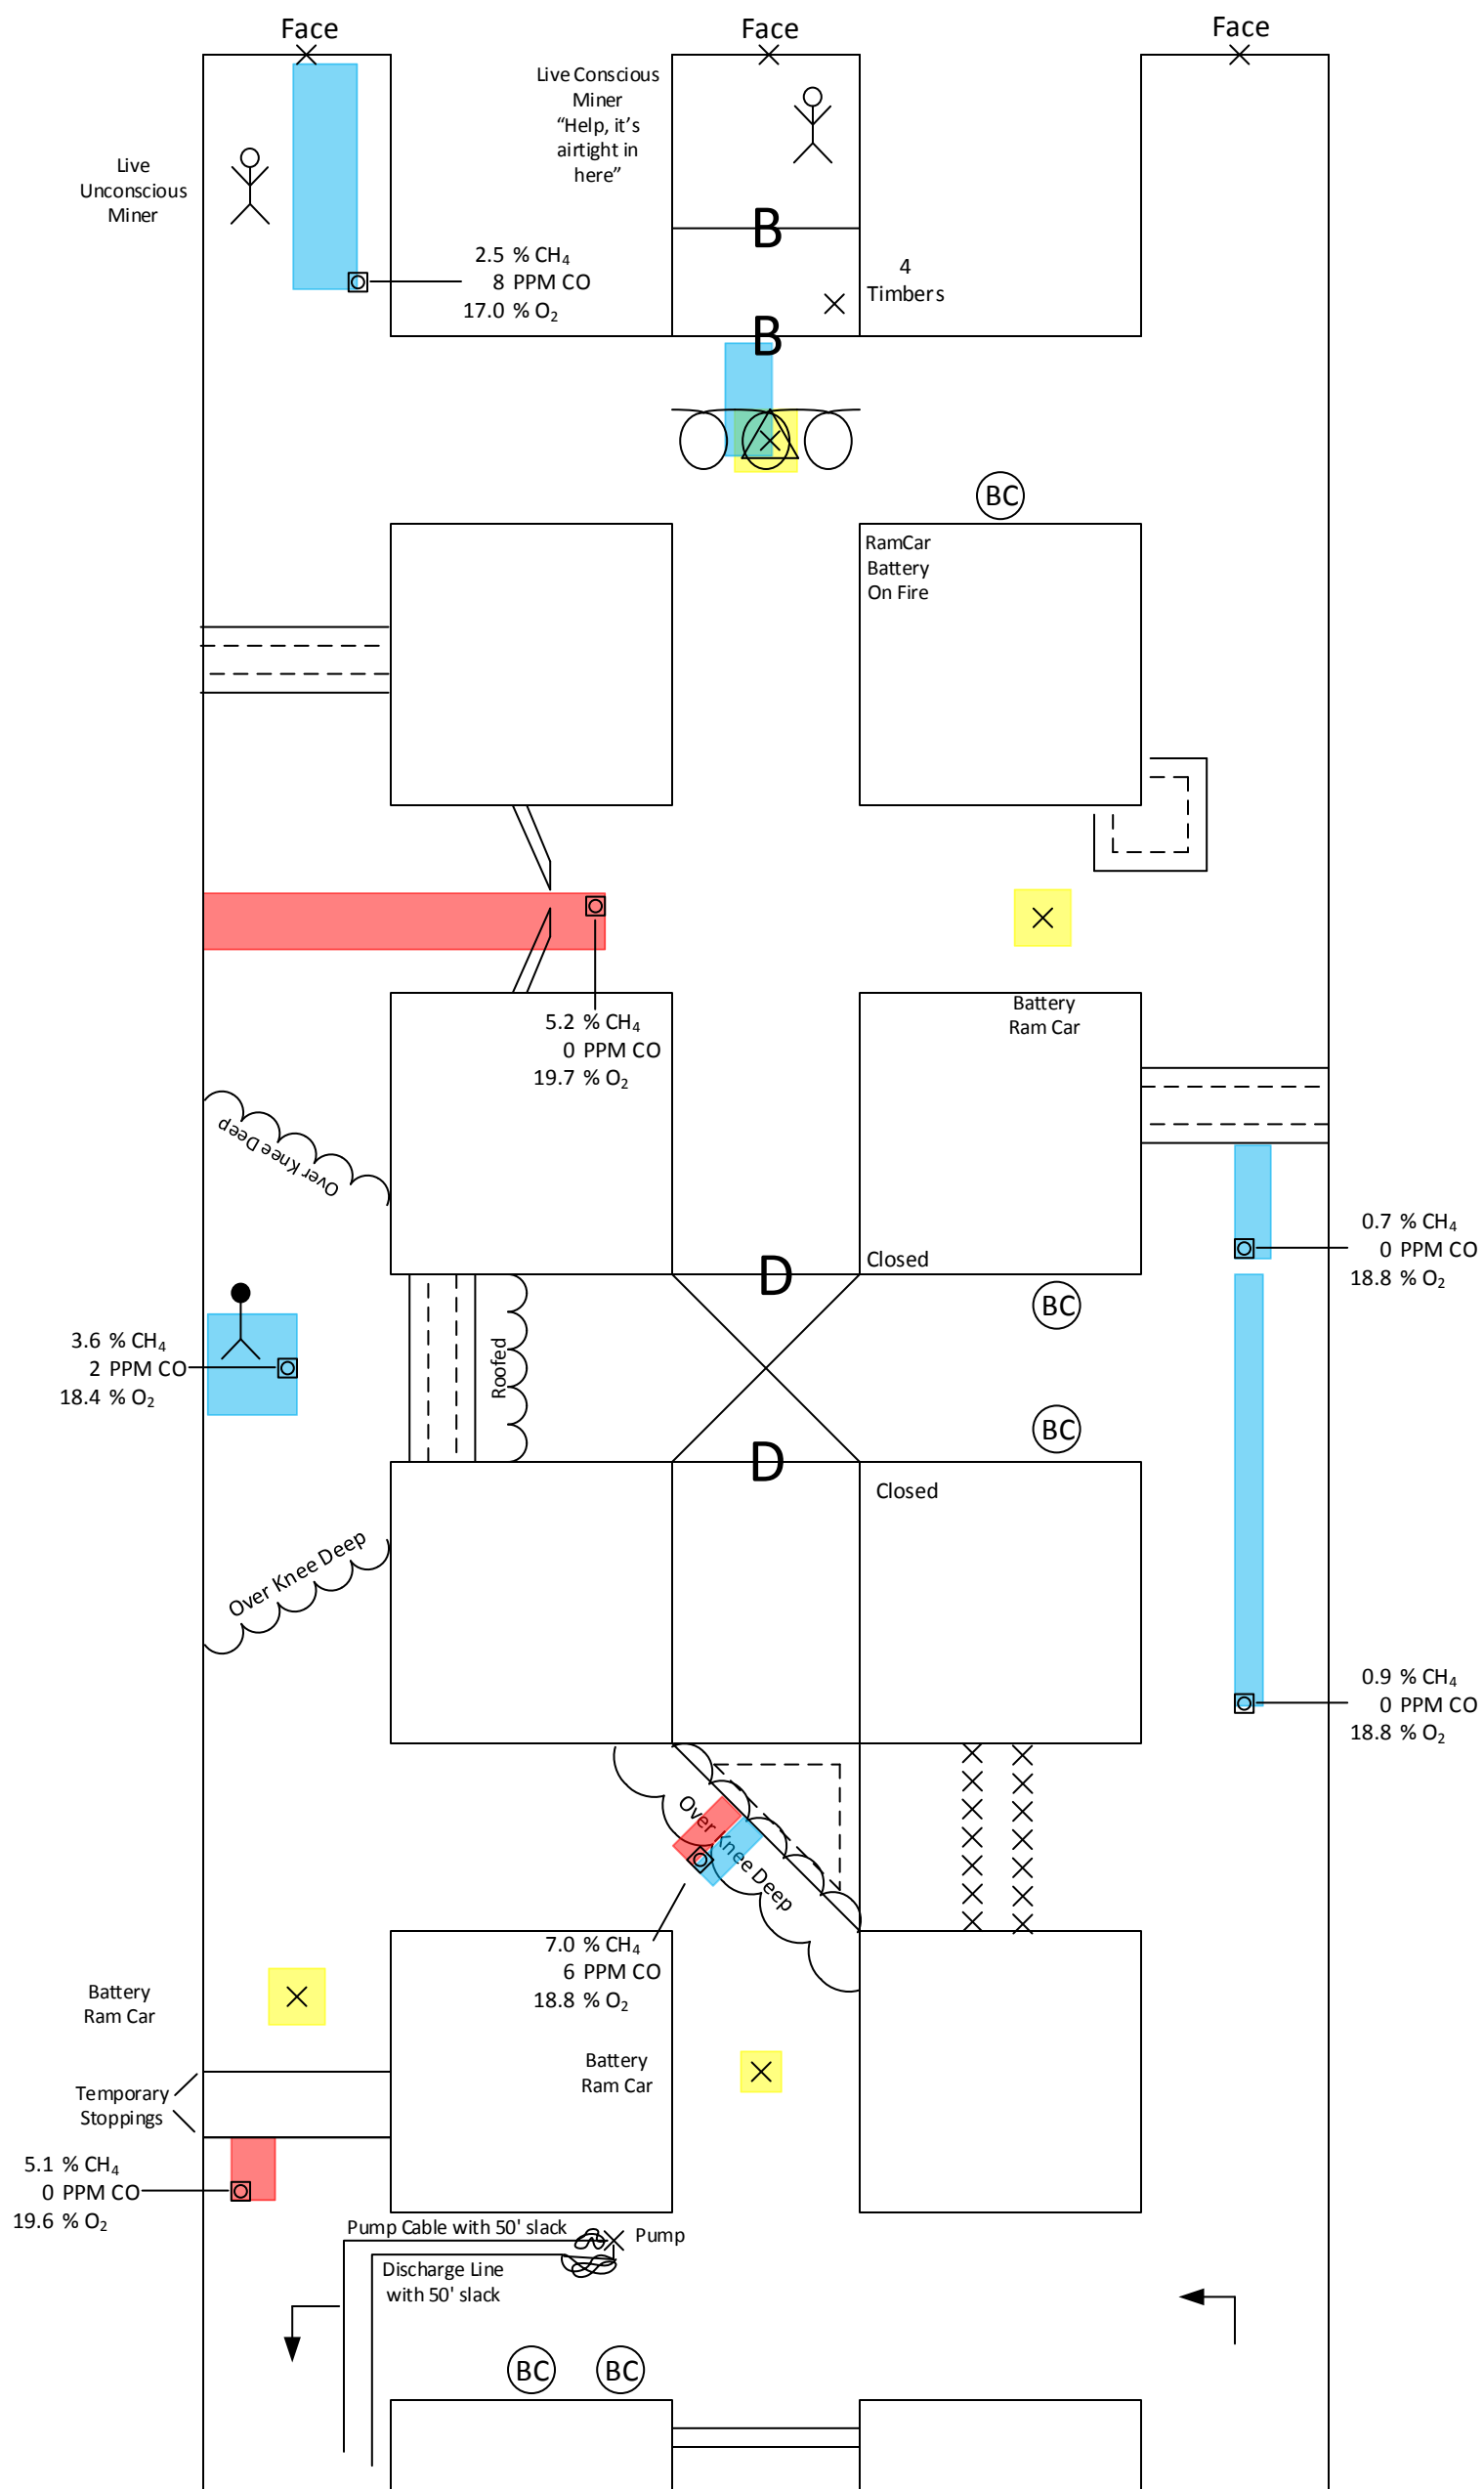 Face
Face
Face
Live Conscious
Miner
“Help, it’s
airtight in
here”
Live
Unconscious
Miner
B
2.5 % CH₄
8 PPM CO
17.0 % O₂
4
Timbers
B
BC
RamCar
Battery
On Fire
5.2 % CH₄
0 PPM CO
19.7 % O₂
Battery
Ram Car
Over Knee Deep
0.7 % CH₄
0 PPM CO
18.8 % O₂
D
Closed
BC
3.6 % CH₄
2 PPM CO
18.4 % O₂
Roofed
BC
D
Closed
Over Knee Deep
0.9 % CH₄
0 PPM CO
18.8 % O₂
Over Knee Deep
7.0 % CH₄
6 PPM CO
18.8 % O₂
Battery
Ram Car
Battery
Ram Car
Temporary
Stoppings
5.1 % CH₄
0 PPM CO
19.6 % O₂
Pump Cable with 50' slack
Pump
Discharge Line
with 50' slack
BC
BC